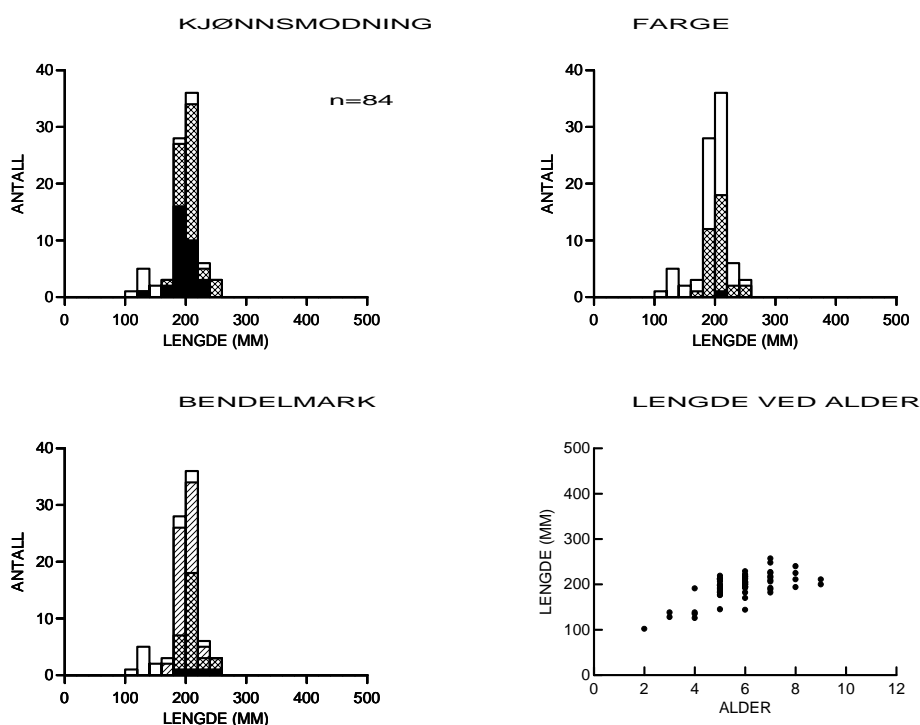 KJØNNSMODNING
n=84
40
30
20
10
0
ANTALL
0 100 200 300 400 500
LENGDE (MM)
FARGE
40
30
20
10
0
ANTALL
0 100 200 300 400 500
LENGDE (MM)
BENDELMARK
40
30
20
10
0
ANTALL
0 100 200 300 400 500
LENGDE (MM)
LENGDE VED ALDER
500
400
300
200
100
0
LENGDE (MM)
0 2 4 6 8 10 12
ALDER